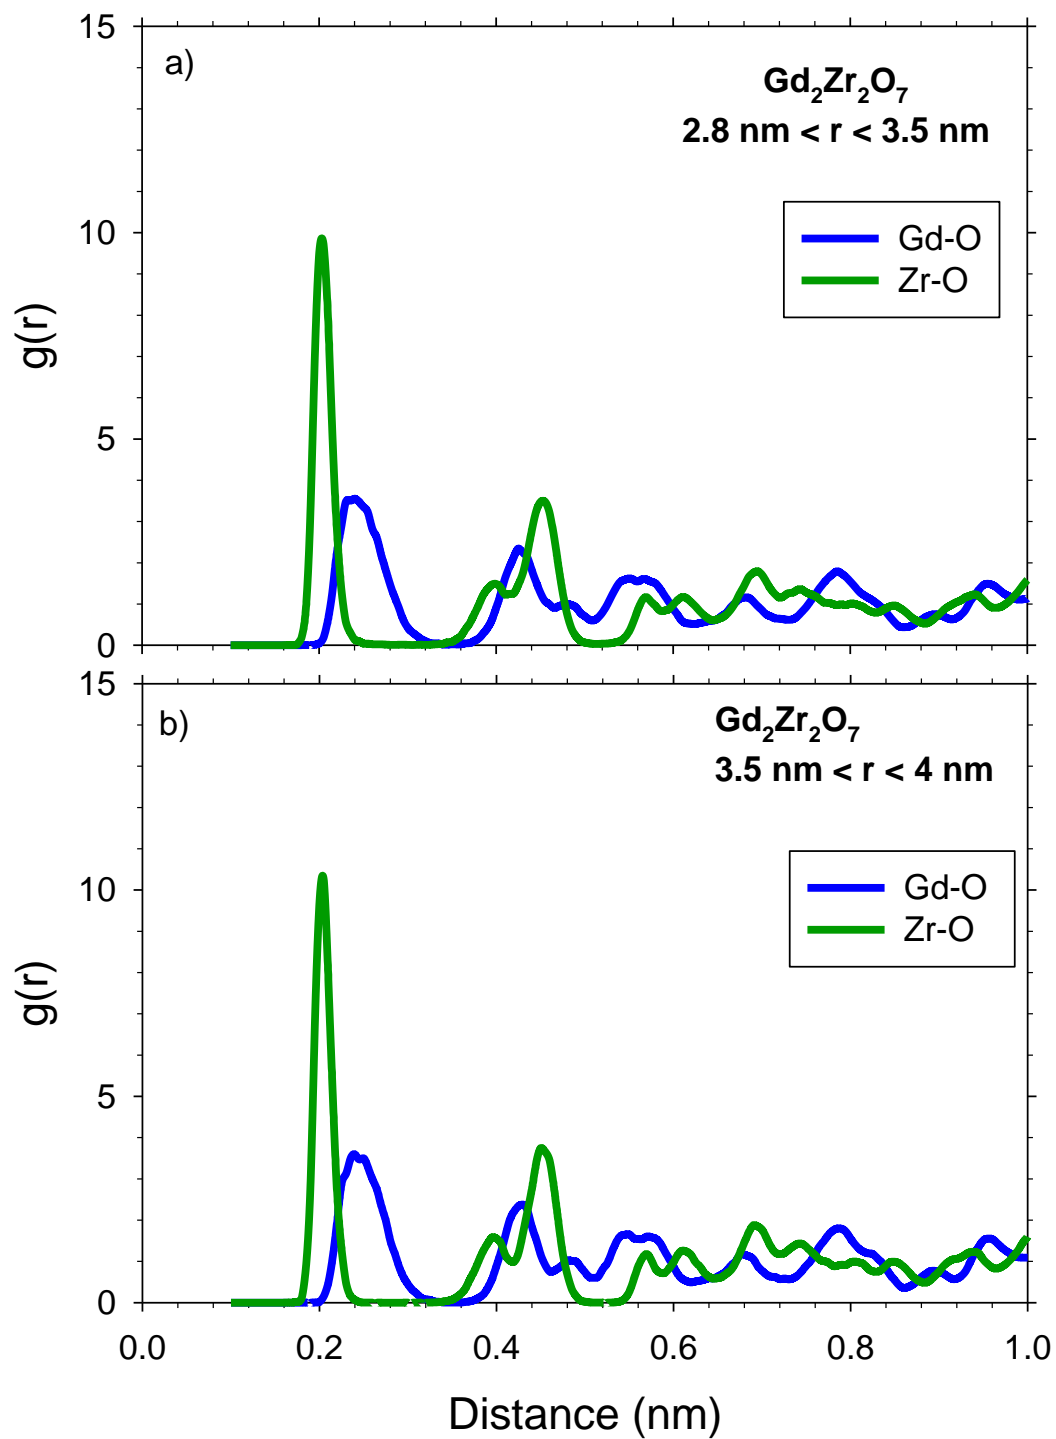 15
a)
Gd₂Zr₂O₇
2.8 nm < r < 3.5 nm
10
Gd-O
Zr-O
g(r)
5
0
15
b)
Gd₂Zr₂O₇
3.5 nm < r < 4 nm
10
Gd-O
Zr-O
g(r)
5
0
0.0 0.2 0.4 0.6 0.8 1.0
Distance (nm)